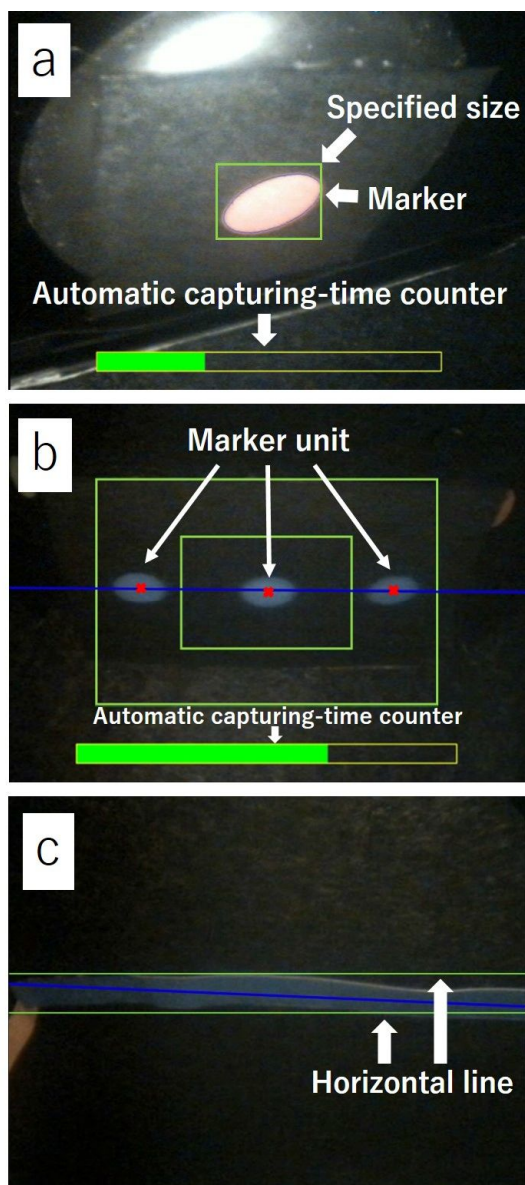 a
Specified size
Marker
Automatic capturing-time counter
b
Marker unit
Automatic capturing-time counter
c
Horizontal line